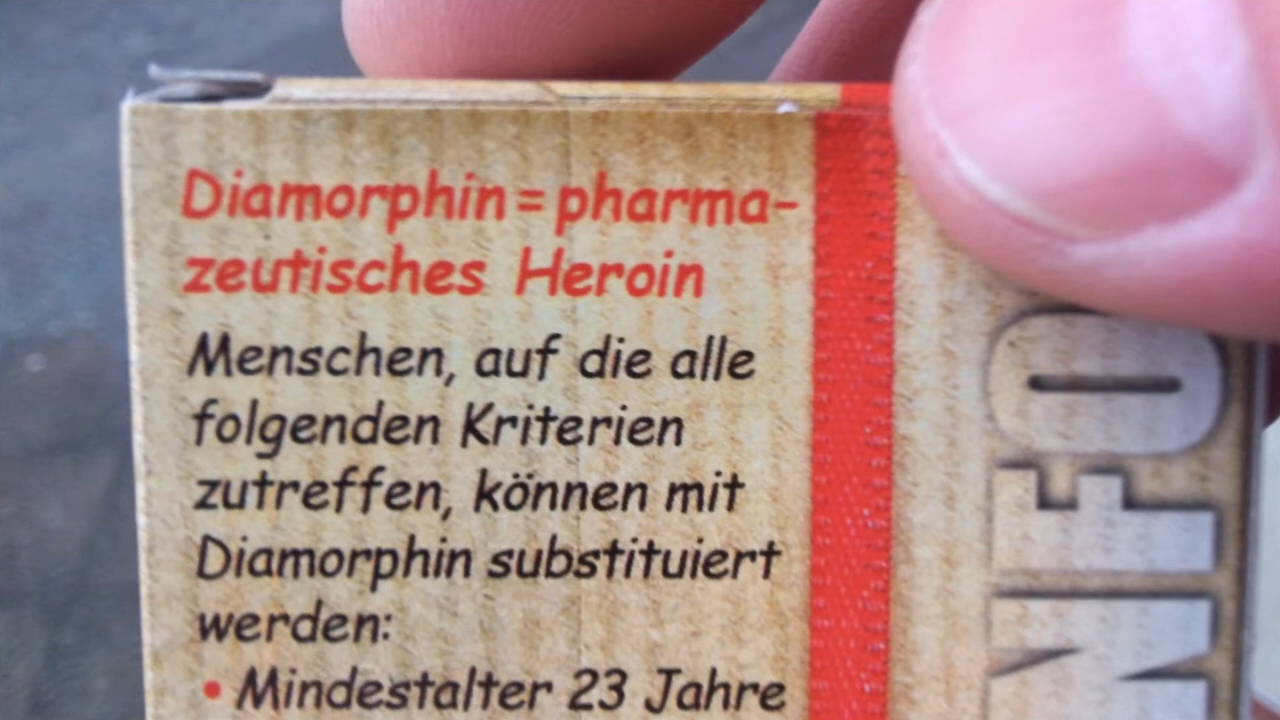 Diamorphin = pharma-
zeutisches Heroin
Menschen, auf die alle
folgenden Kriterien
zutreffen, können mit
Diamorphin substituiert
werden:
• Mindestalter 23 Jahre
NFO